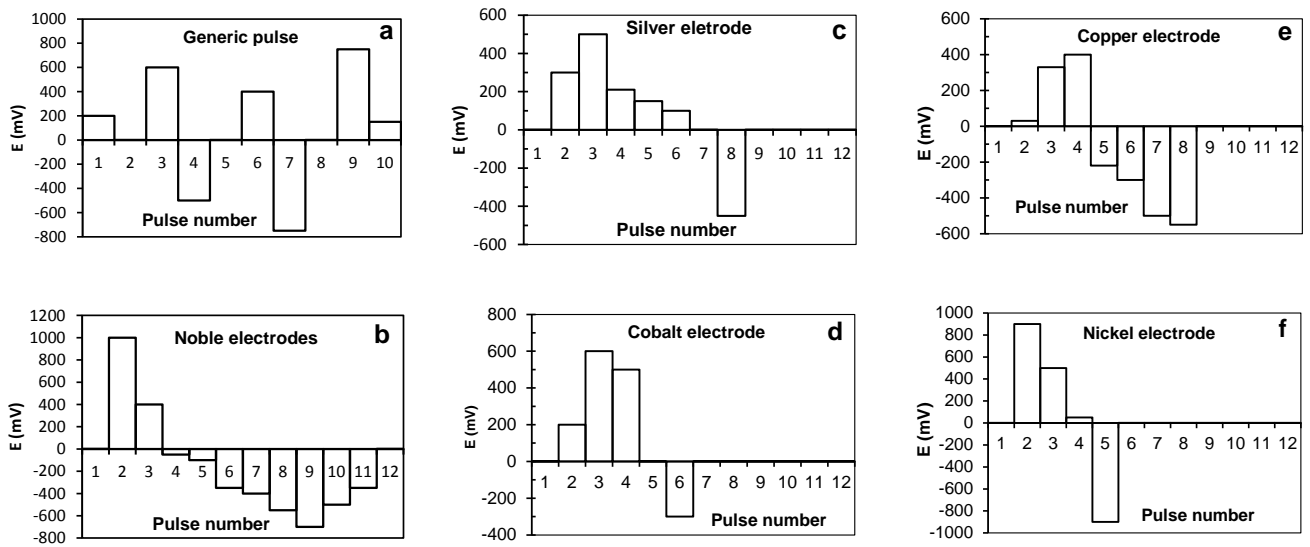 a
Generic pulse
E (mV)
1000
800
600
400
200
0
-200
-400
-600
-800
1 2 3 4 5 6 7 8 9 10
Pulse number
c
Silver eletrode
E (mV)
600
400
200
0
-200
-400
-600
1 2 3 4 5 6 7 8 9 10 11 12
Pulse number
e
Copper electrode
E (mV)
600
400
200
0
-200
-400
-600
1 2 3 4 5 6 7 8 9 10 11 12
Pulse number
b
Noble electrodes
E (mV)
1200
1000
800
600
400
200
0
-200
-400
-600
-800
1 2 3 4 5 6 7 8 9 10 11 12
Pulse number
d
Cobalt electrode
E (mV)
800
600
400
200
0
-200
-400
1 2 3 4 5 6 7 8 9 10 11 12
Pulse number
f
Nickel electrode
E (mV)
1000
800
600
400
200
0
-200
-400
-600
-800
-1000
1 2 3 4 5 6 7 8 9 10 11 12
Pulse number